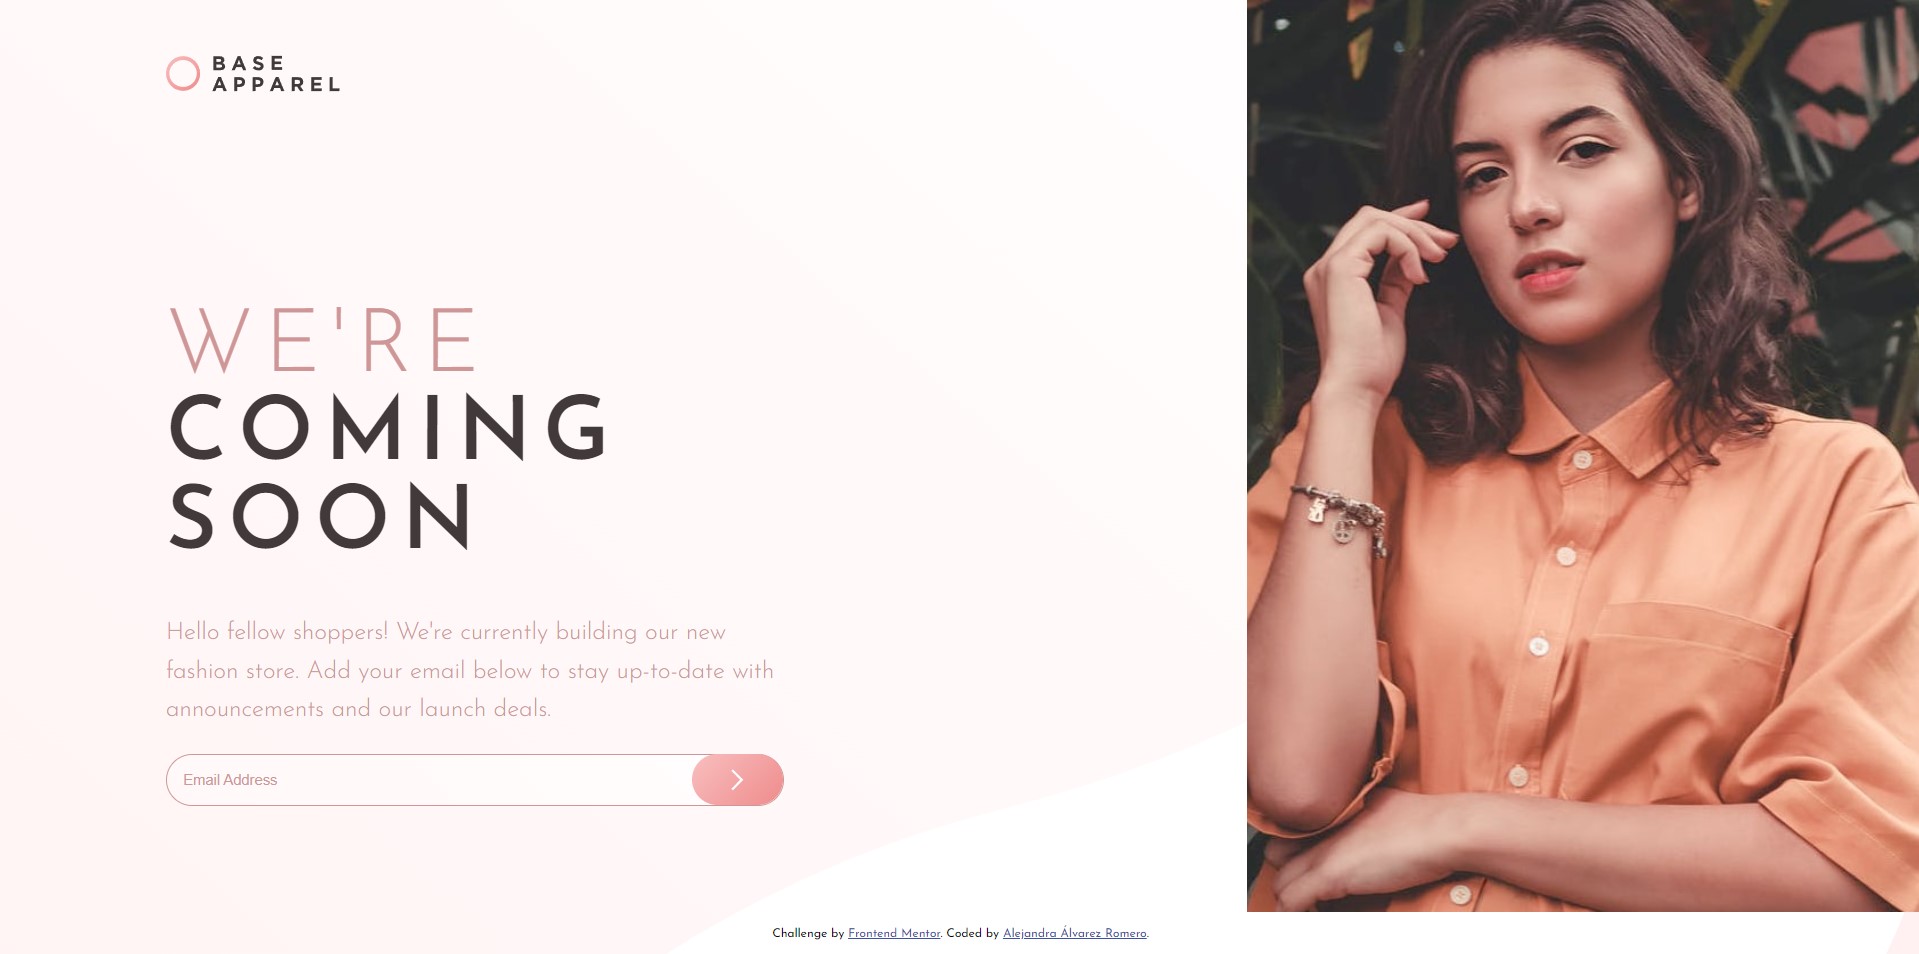 BASE
APPAREL
WE'RE
COMING
SOON
Hello fellow shoppers! We're currently building our new
fashion store. Add your email below to stay up-to-date with
announcements and our launch deals.
Email Address
Challenge by Frontend Mentor. Coded by Alejandra Álvarez Romero.